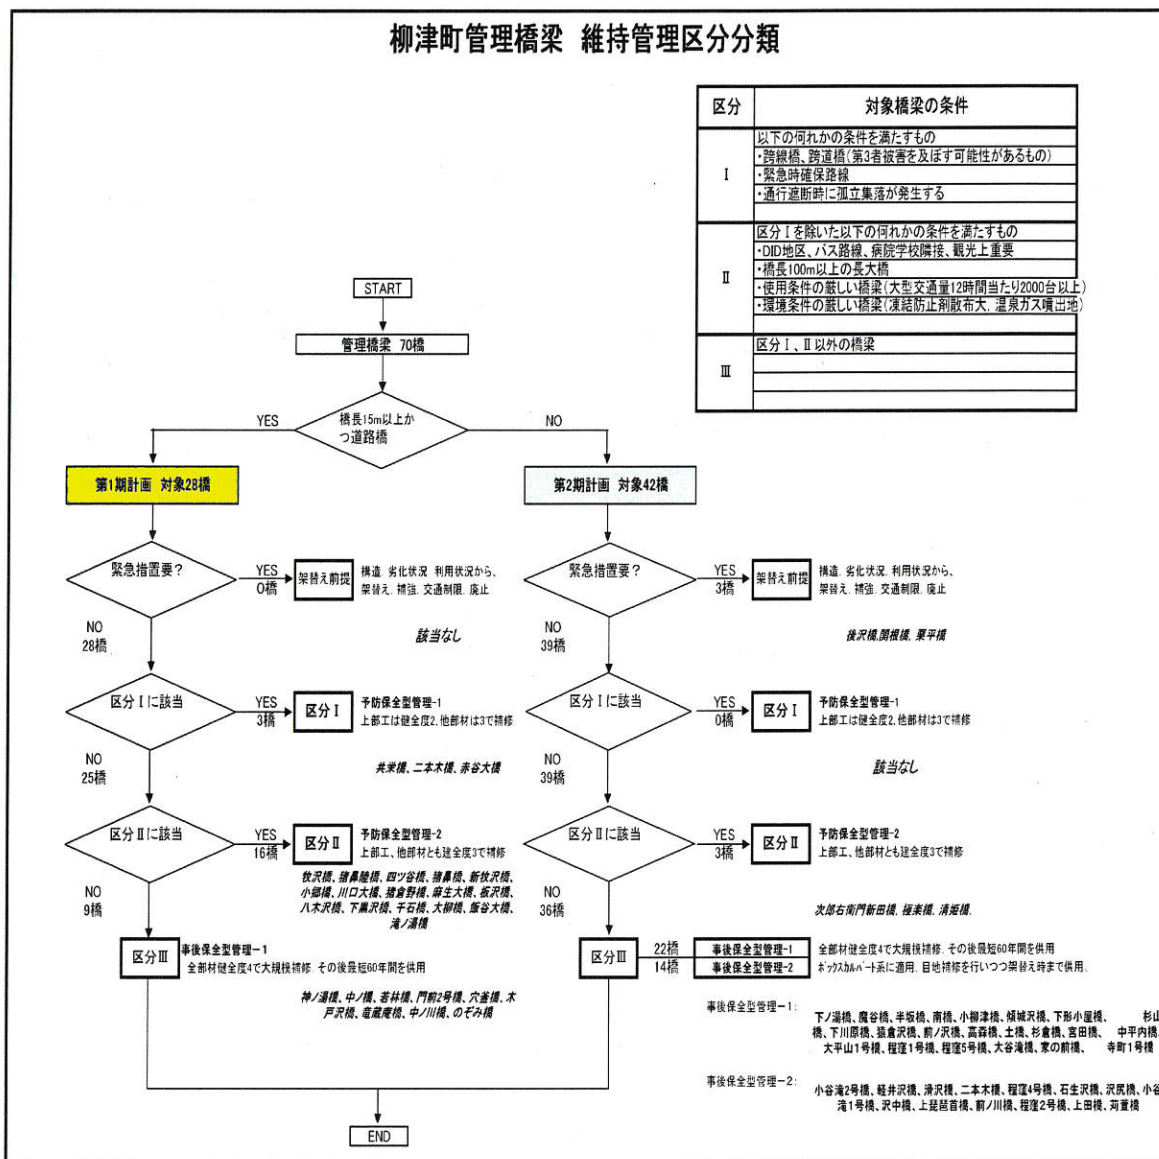 柳津町管理橋梁 維持管理区分分類
区分 対象橋梁の条件
Ⅰ
以下の何れかの条件を満たすもの
・跨線橋、跨道橋(第3者被害を及ぼす可能性があるもの)
・緊急時確保路線
・通行遮断時に孤立集落が発生する
Ⅱ
区分Ⅰを除いた以下の何れかの条件を満たすもの
・DID地区、バス路線、病院学校隣接、観光上重要
・橋長100m以上の長大橋
・使用条件の厳しい橋梁(大型交通量12時間当たり2000台以上)
・環境条件の厳しい橋梁(凍結防止剤散布大、温泉ガス噴出地)
Ⅲ
区分Ⅰ、Ⅱ以外の橋梁
START
管理橋梁 70橋
橋長15m以上か
つ道路橋
YES
NO
第1期計画 対象28橋
緊急措置要?
YES
0橋
架替え前提
構造、劣化状況、利用状況から、
架替え、補強、交通制限、廃止
該当なし
NO
28橋
区分Ⅰに該当
YES
3橋
区分Ⅰ
予防保全型管理-1
上部工は健全度2、他部材は3で補修
共栄橋、二本木橋、赤谷大橋
NO
25橋
区分Ⅱに該当
YES
16橋
区分Ⅱ
予防保全型管理-2
上部工、他部材とも健全度3で補修
牧沢橋、猪鼻陸橋、四ツ谷橋、猪鼻橋、新牧沢橋、
小郷橋、川口大橋、猪倉野橋、麻生大橋、板沢橋、
八木沢橋、下黒沢橋、千石橋、大柳橋、飯谷大橋、
滝ノ湯橋
NO
9橋
区分Ⅲ
事後保全型管理-1
全部材健全度4で大規模補修、その後最短60年間を供用
神ノ湯橋、中ノ橋、若林橋、門前2号橋、穴釜橋、木
戸沢橋、竜蔵庵橋、中ノ川橋、のぞみ橋
第2期計画 対象42橋
緊急措置要?
YES
3橋
架替え前提
構造、劣化状況、利用状況から、
架替え、補強、交通制限、廃止
後沢橋、関根橋、栗平橋
NO
39橋
区分Ⅰに該当
YES
0橋
区分Ⅰ
予防保全型管理-1
上部工は健全度2、他部材は3で補修
該当なし
NO
39橋
区分Ⅱに該当
YES
3橋
区分Ⅱ
予防保全型管理-2
上部工、他部材とも健全度3で補修
次郎右衛門新田橋、極楽橋、清姫橋、
NO
36橋
区分Ⅲ
22橋 事後保全型管理-1 全部材健全度4で大規模補修、その後最短60年間を供用
14橋 事後保全型管理-2 ボックスカルバート系に適用、目地補修を行いつつ架替え時まで供用、
事後保全型管理-1:
下ノ湯橋、魔谷橋、半坂橋、南橋、小柳津橋、傾城沢橋、下形小屋橋、 杉山
橋、下川原橋、猿倉沢橋、前ノ沢橋、高森橋、土橋、杉倉橋、宮田橋、 中平内橋
大平山1号橋、程窪1号橋、程窪5号橋、大谷滝橋、家の前橋、 寺町1号橋
事後保全型管理-2:
小谷滝2号橋、軽井沢橋、滑沢橋、二本木橋、程窪4号橋、石生沢橋、沢尻橋、小谷
滝1号橋、沢中橋、上琵琶首橋、前ノ川橋、程窪2号橋、上田橋、苅萱橋
END